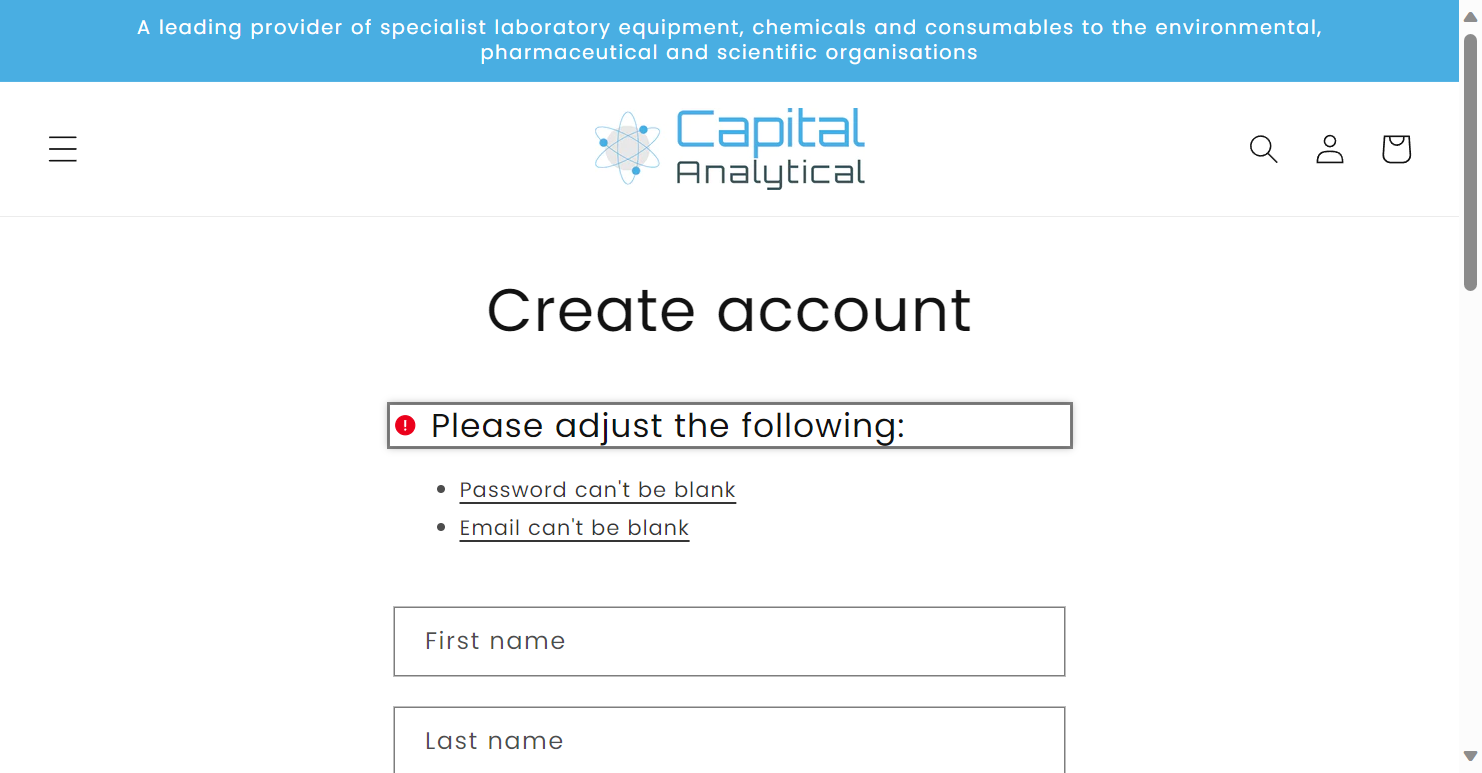 A leading provider of specialist laboratory equipment, chemicals and consumables to the environmental,
pharmaceutical and scientific organisations
Capital
Analytical
Create account
Please adjust the following:
Password can't be blank
Email can't be blank
First name
Last name